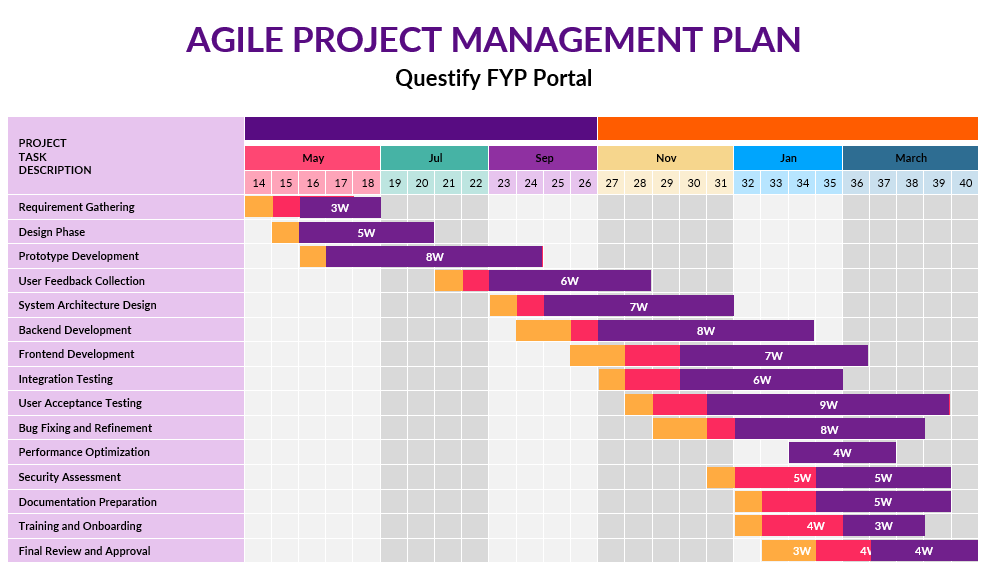 AGILE PROJECT MANAGEMENT PLAN
Questify FYP Portal
PROJECT
TASK
DESCRIPTION
May Jul Sep Nov Jan March
14 15 16 17 18 19 20 21 22 23 24 25 26 27 28 29 30 31 32 33 34 35 36 37 38 39 40
Requirement Gathering 3W
Design Phase 5W
Prototype Development 8W
User Feedback Collection 6W
System Architecture Design 7W
Backend Development 8W
Frontend Development 7W
Integration Testing 6W
User Acceptance Testing 9W
Bug Fixing and Refinement 8W
Performance Optimization 4W
Security Assessment 5W 5W
Documentation Preparation 5W
Training and Onboarding 4W 3W
Final Review and Approval 3W 4W 4W